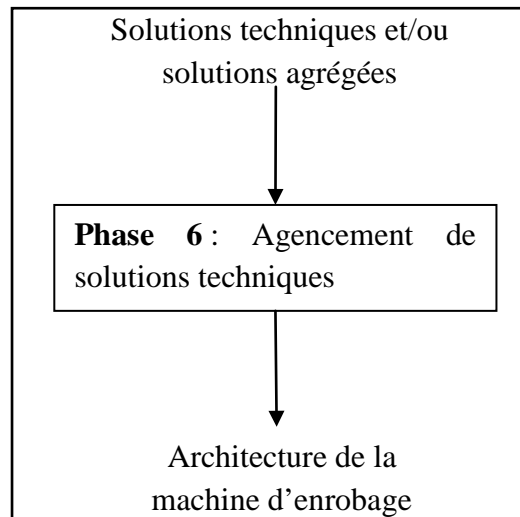 Solutions techniques et/ou
solutions agrégées
Phase 6 : Agencement de
solutions techniques
Architecture de la
machine d’enrobage